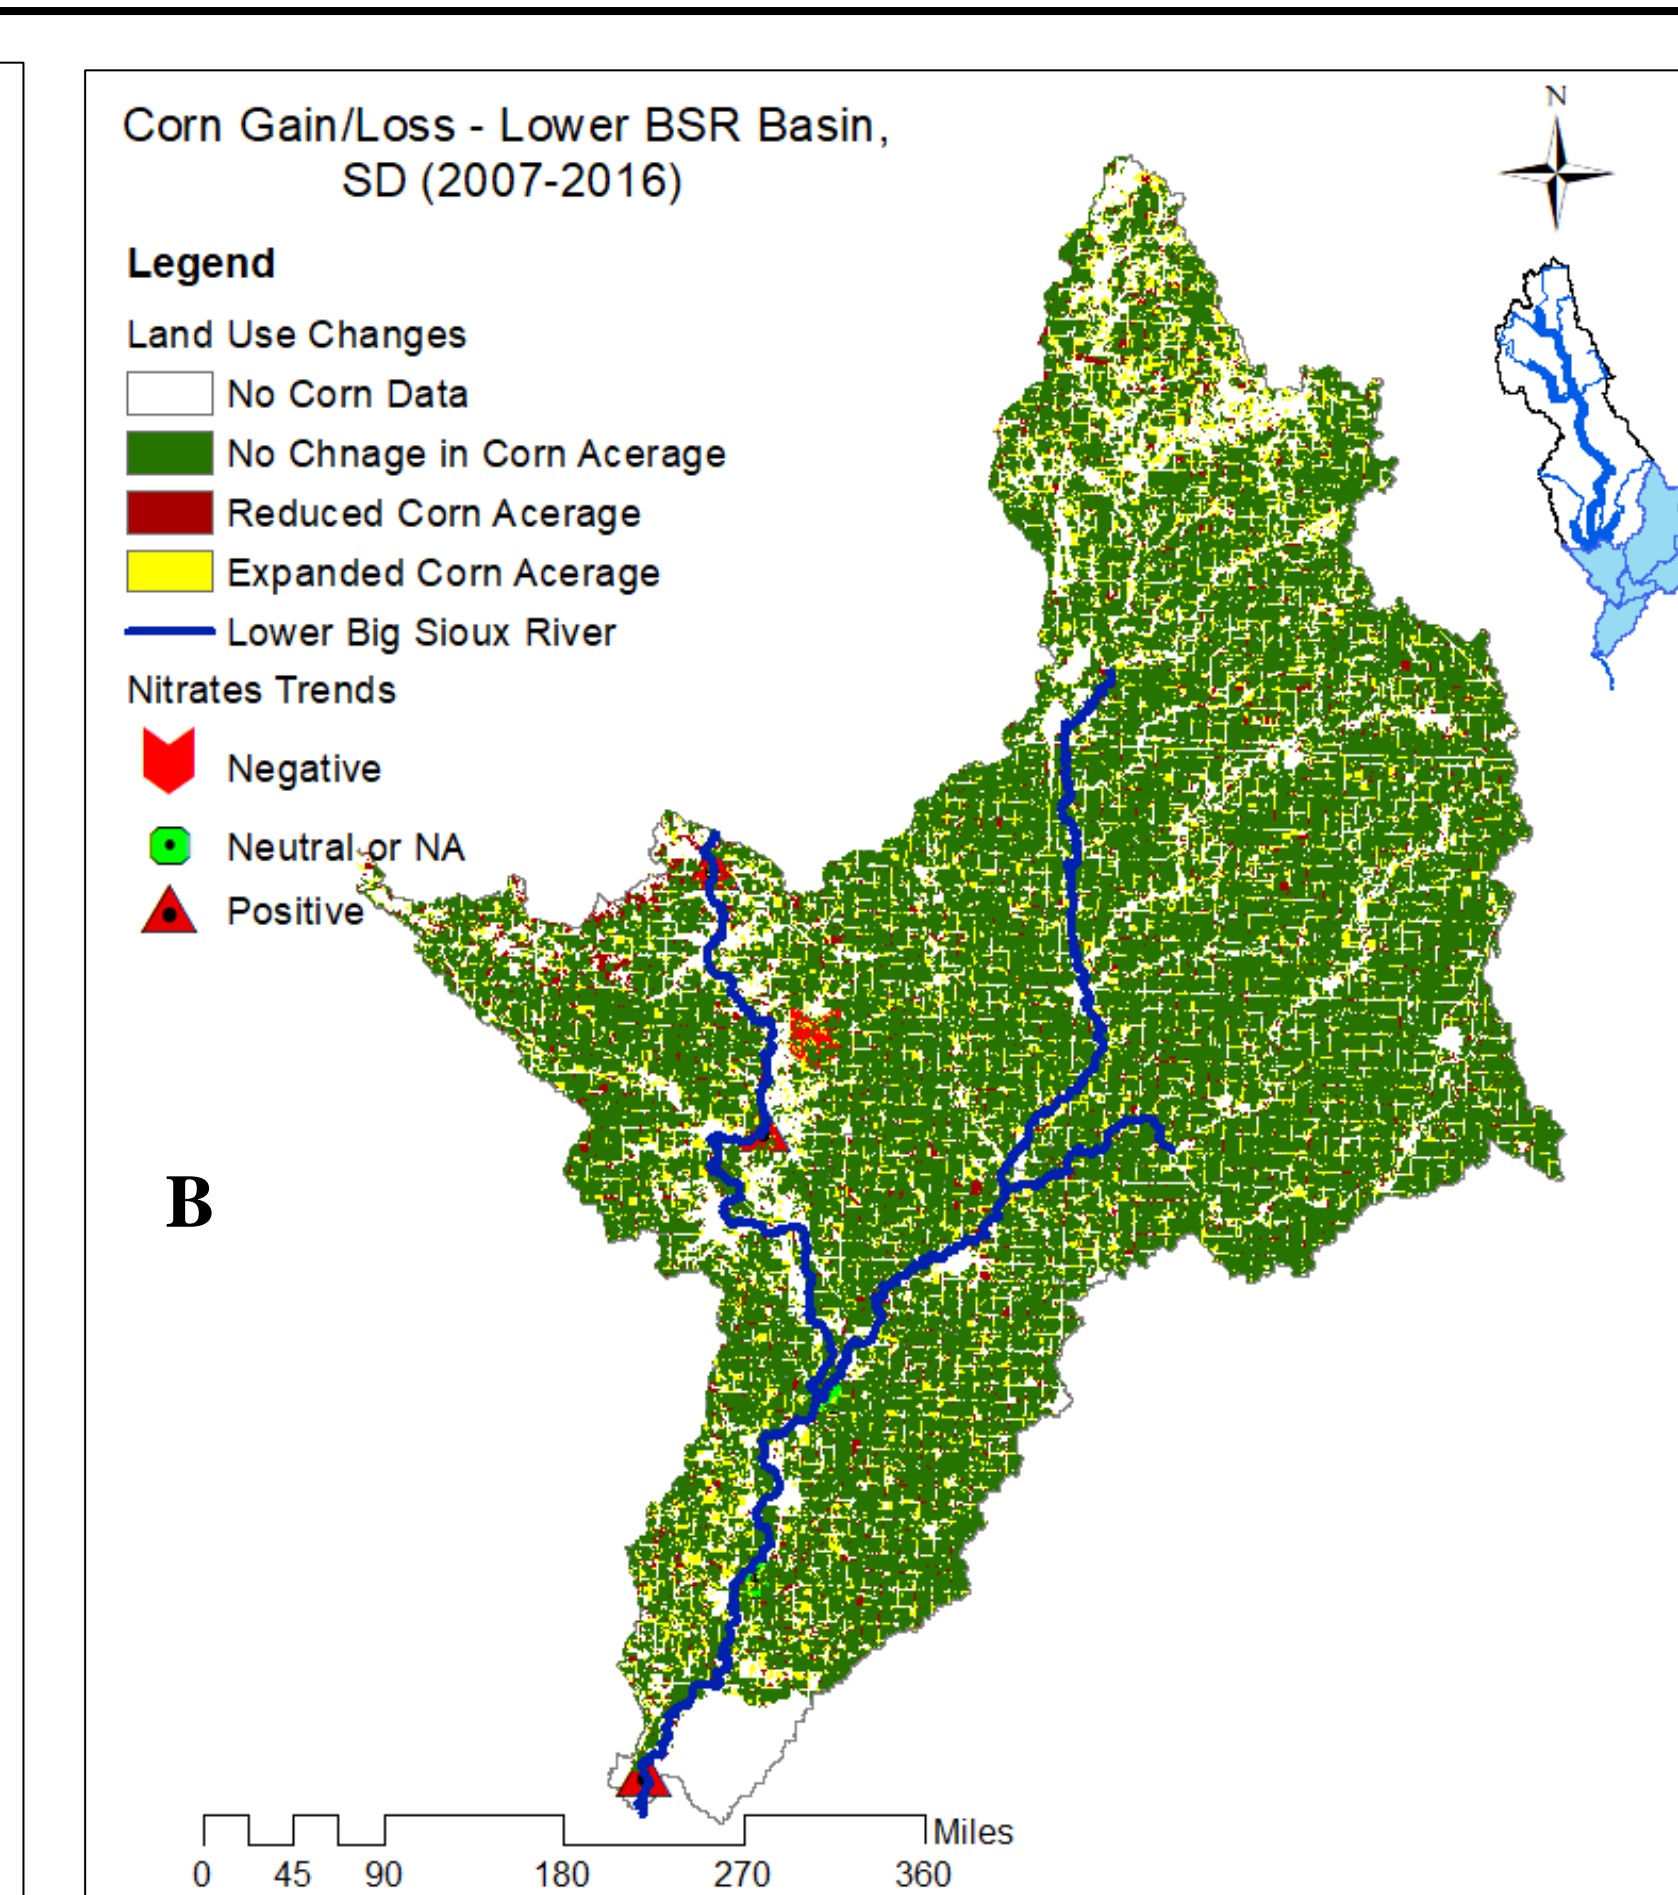 Corn Gain/Loss - Lower BSR Basin,
SD (2007-2016)
N
Legend
Land Use Changes
No Corn Data
No Chnage in Corn Acerage
Reduced Corn Acerage
Expanded Corn Acerage
Lower Big Sioux River
Nitrates Trends
Negative
Neutral or NA
Positive
B
Miles
0 45 90 180 270 360